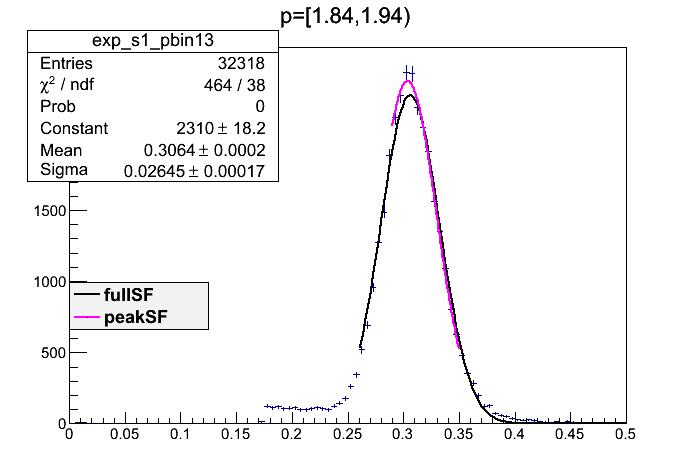 p=[1.84,1.94)
exp_s1_pbin13
Entries 32318
χ² / ndf 464 / 38
Prob 0
Constant 2310 ± 18.2
Mean 0.3064 ± 0.0002
Sigma 0.02645 ± 0.00017
1500
1000
fullSF
peakSF
500
0
0 0.05 0.1 0.15 0.2 0.25 0.3 0.35 0.4 0.45 0.5